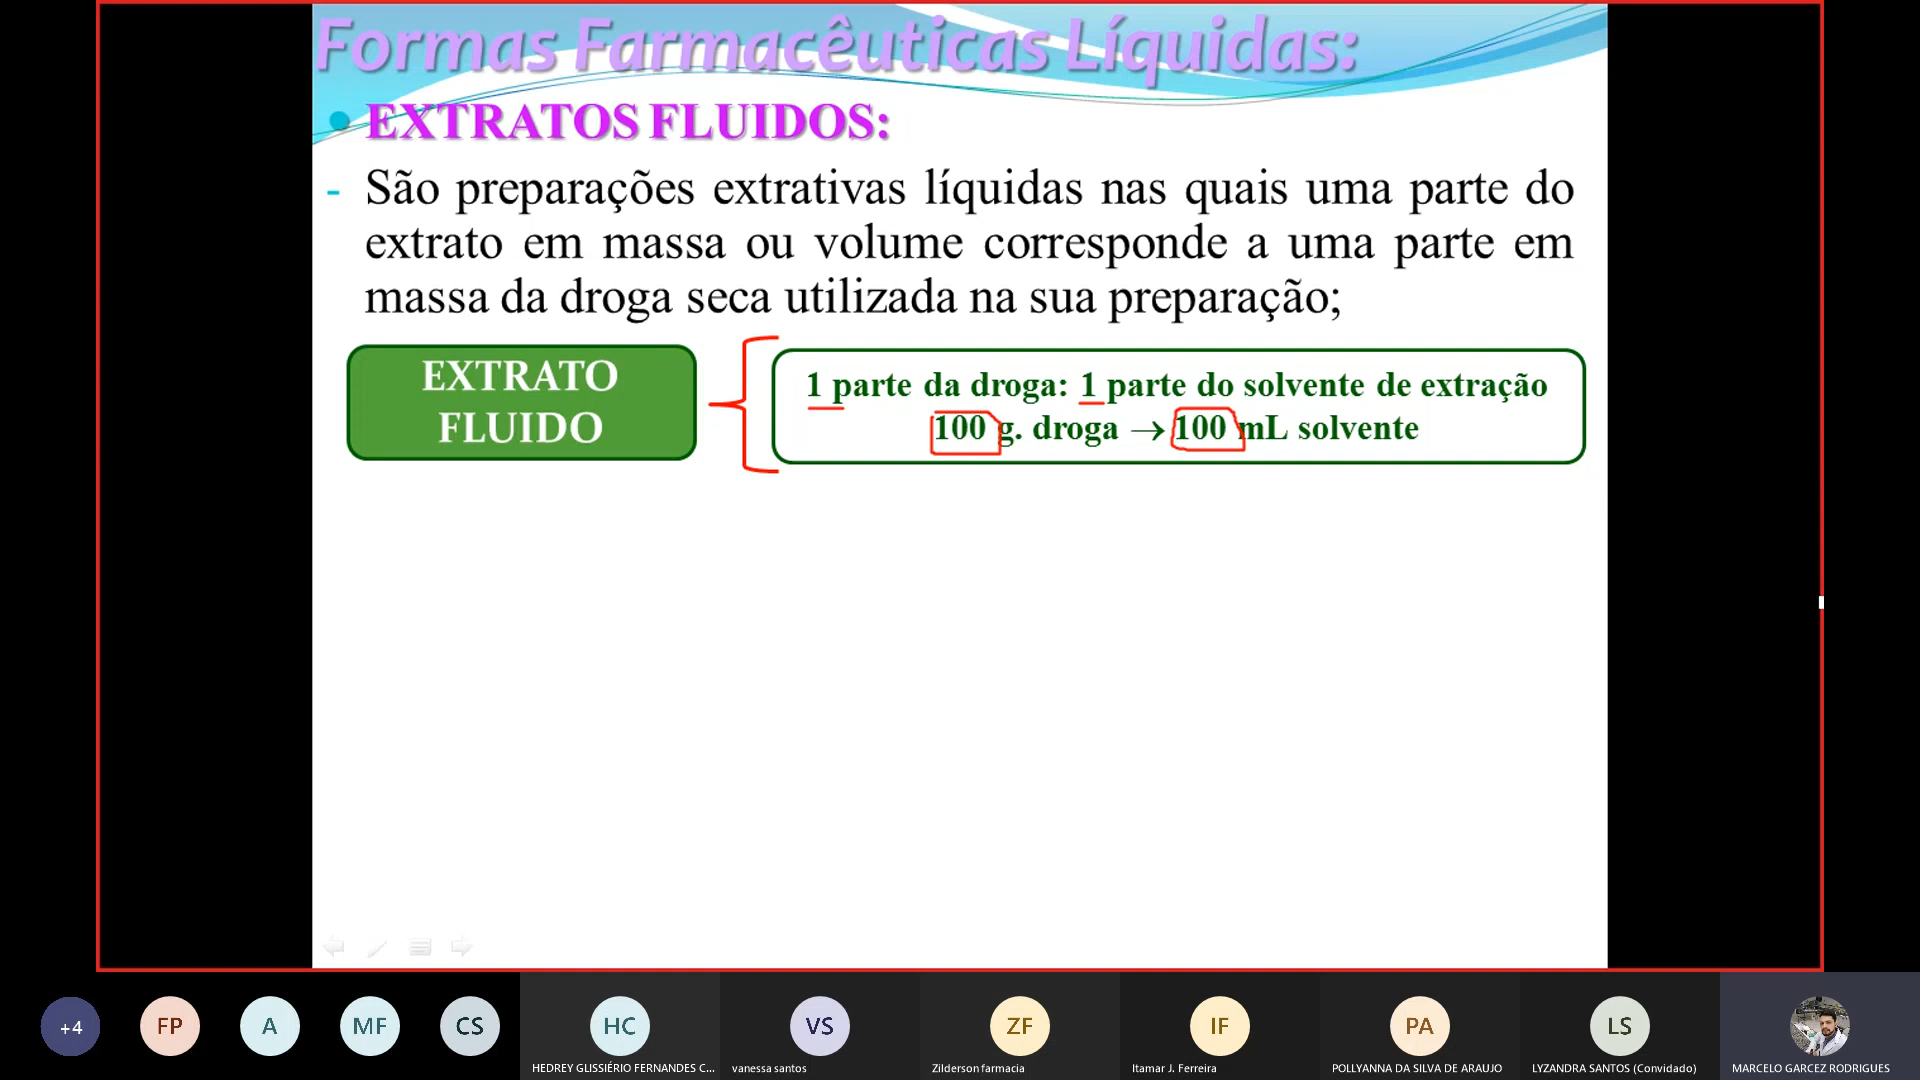 Formas Farmacêuticas Líquidas:
• EXTRATOS FLUIDOS:
- São preparações extrativas líquidas nas quais uma parte do
extrato em massa ou volume corresponde a uma parte em
massa da droga seca utilizada na sua preparação;
EXTRATO
FLUIDO
1 parte da droga: 1 parte do solvente de extração
100 g. droga → 100 mL solvente
+4
FP
A
MF
CS
HC
VS
ZF
IF
PA
LS
HEDREY GLISSIÉRIO FERNANDES C...
vanessa santos
Zilderson farmacia
Itamar J. Ferreira
POLLYANNA DA SILVA DE ARAUJO
LYZANDRA SANTOS (Convidado)
MARCELO GARCEZ RODRIGUES